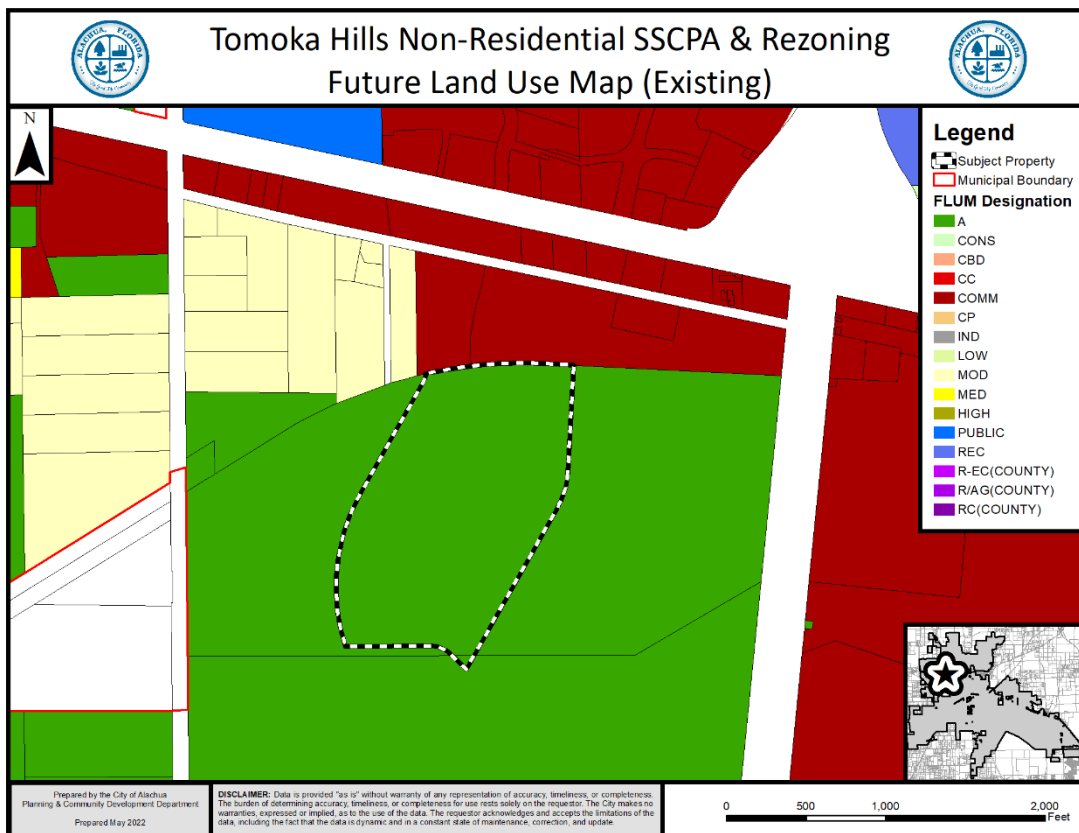 Tomoka Hills Non-Residential SSCPA & Rezoning
Future Land Use Map (Existing)
ALACHUA, FLORIDA
ALACHUA, FLORIDA
N
Legend
Subject Property
Municipal Boundary
FLUM Designation
A
CONS
CBD
CC
COMM
CP
IND
LOW
MOD
MED
HIGH
PUBLIC
REC
R-EC(COUNTY)
R/AG(COUNTY)
RC(COUNTY)
Prepared by the City of Alachua
Planning & Community Development Department
Prepared May 2022
DISCLAIMER: Data is provided "as is" without warranty of any representation of accuracy, timeliness, or completeness.
The burden of determining accuracy, timeliness, or completeness for use rests solely on the requestor. The City makes no
warranties, expressed or implied, as to the use of the data. The requestor acknowledges and accepts the limitations of the
data, including the fact that the data is dynamic and in a constant state of maintenance, correction, and update.
0 500 1,000 2,000
Feet